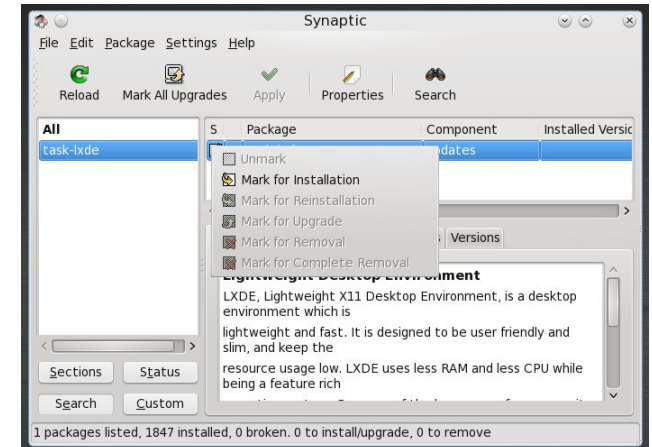 Synaptic
File Edit Package Settings Help
Reload Mark All Upgrades Apply Properties Search
All
S Package Component Installed Versic
task-lxde
updates
Unmark
Mark for Installation
Mark for Reinstallation
Mark for Upgrade
Mark for Removal
Mark for Complete Removal
Versions
Lightweight Desktop Environment
LXDE, Lightweight X11 Desktop Environment, is a desktop
environment which is
lightweight and fast. It is designed to be user friendly and
slim, and keep the
resource usage low. LXDE uses less RAM and less CPU while
being a feature rich
Sections Status
Search Custom
1 packages listed, 1847 installed, 0 broken. 0 to install/upgrade, 0 to remove